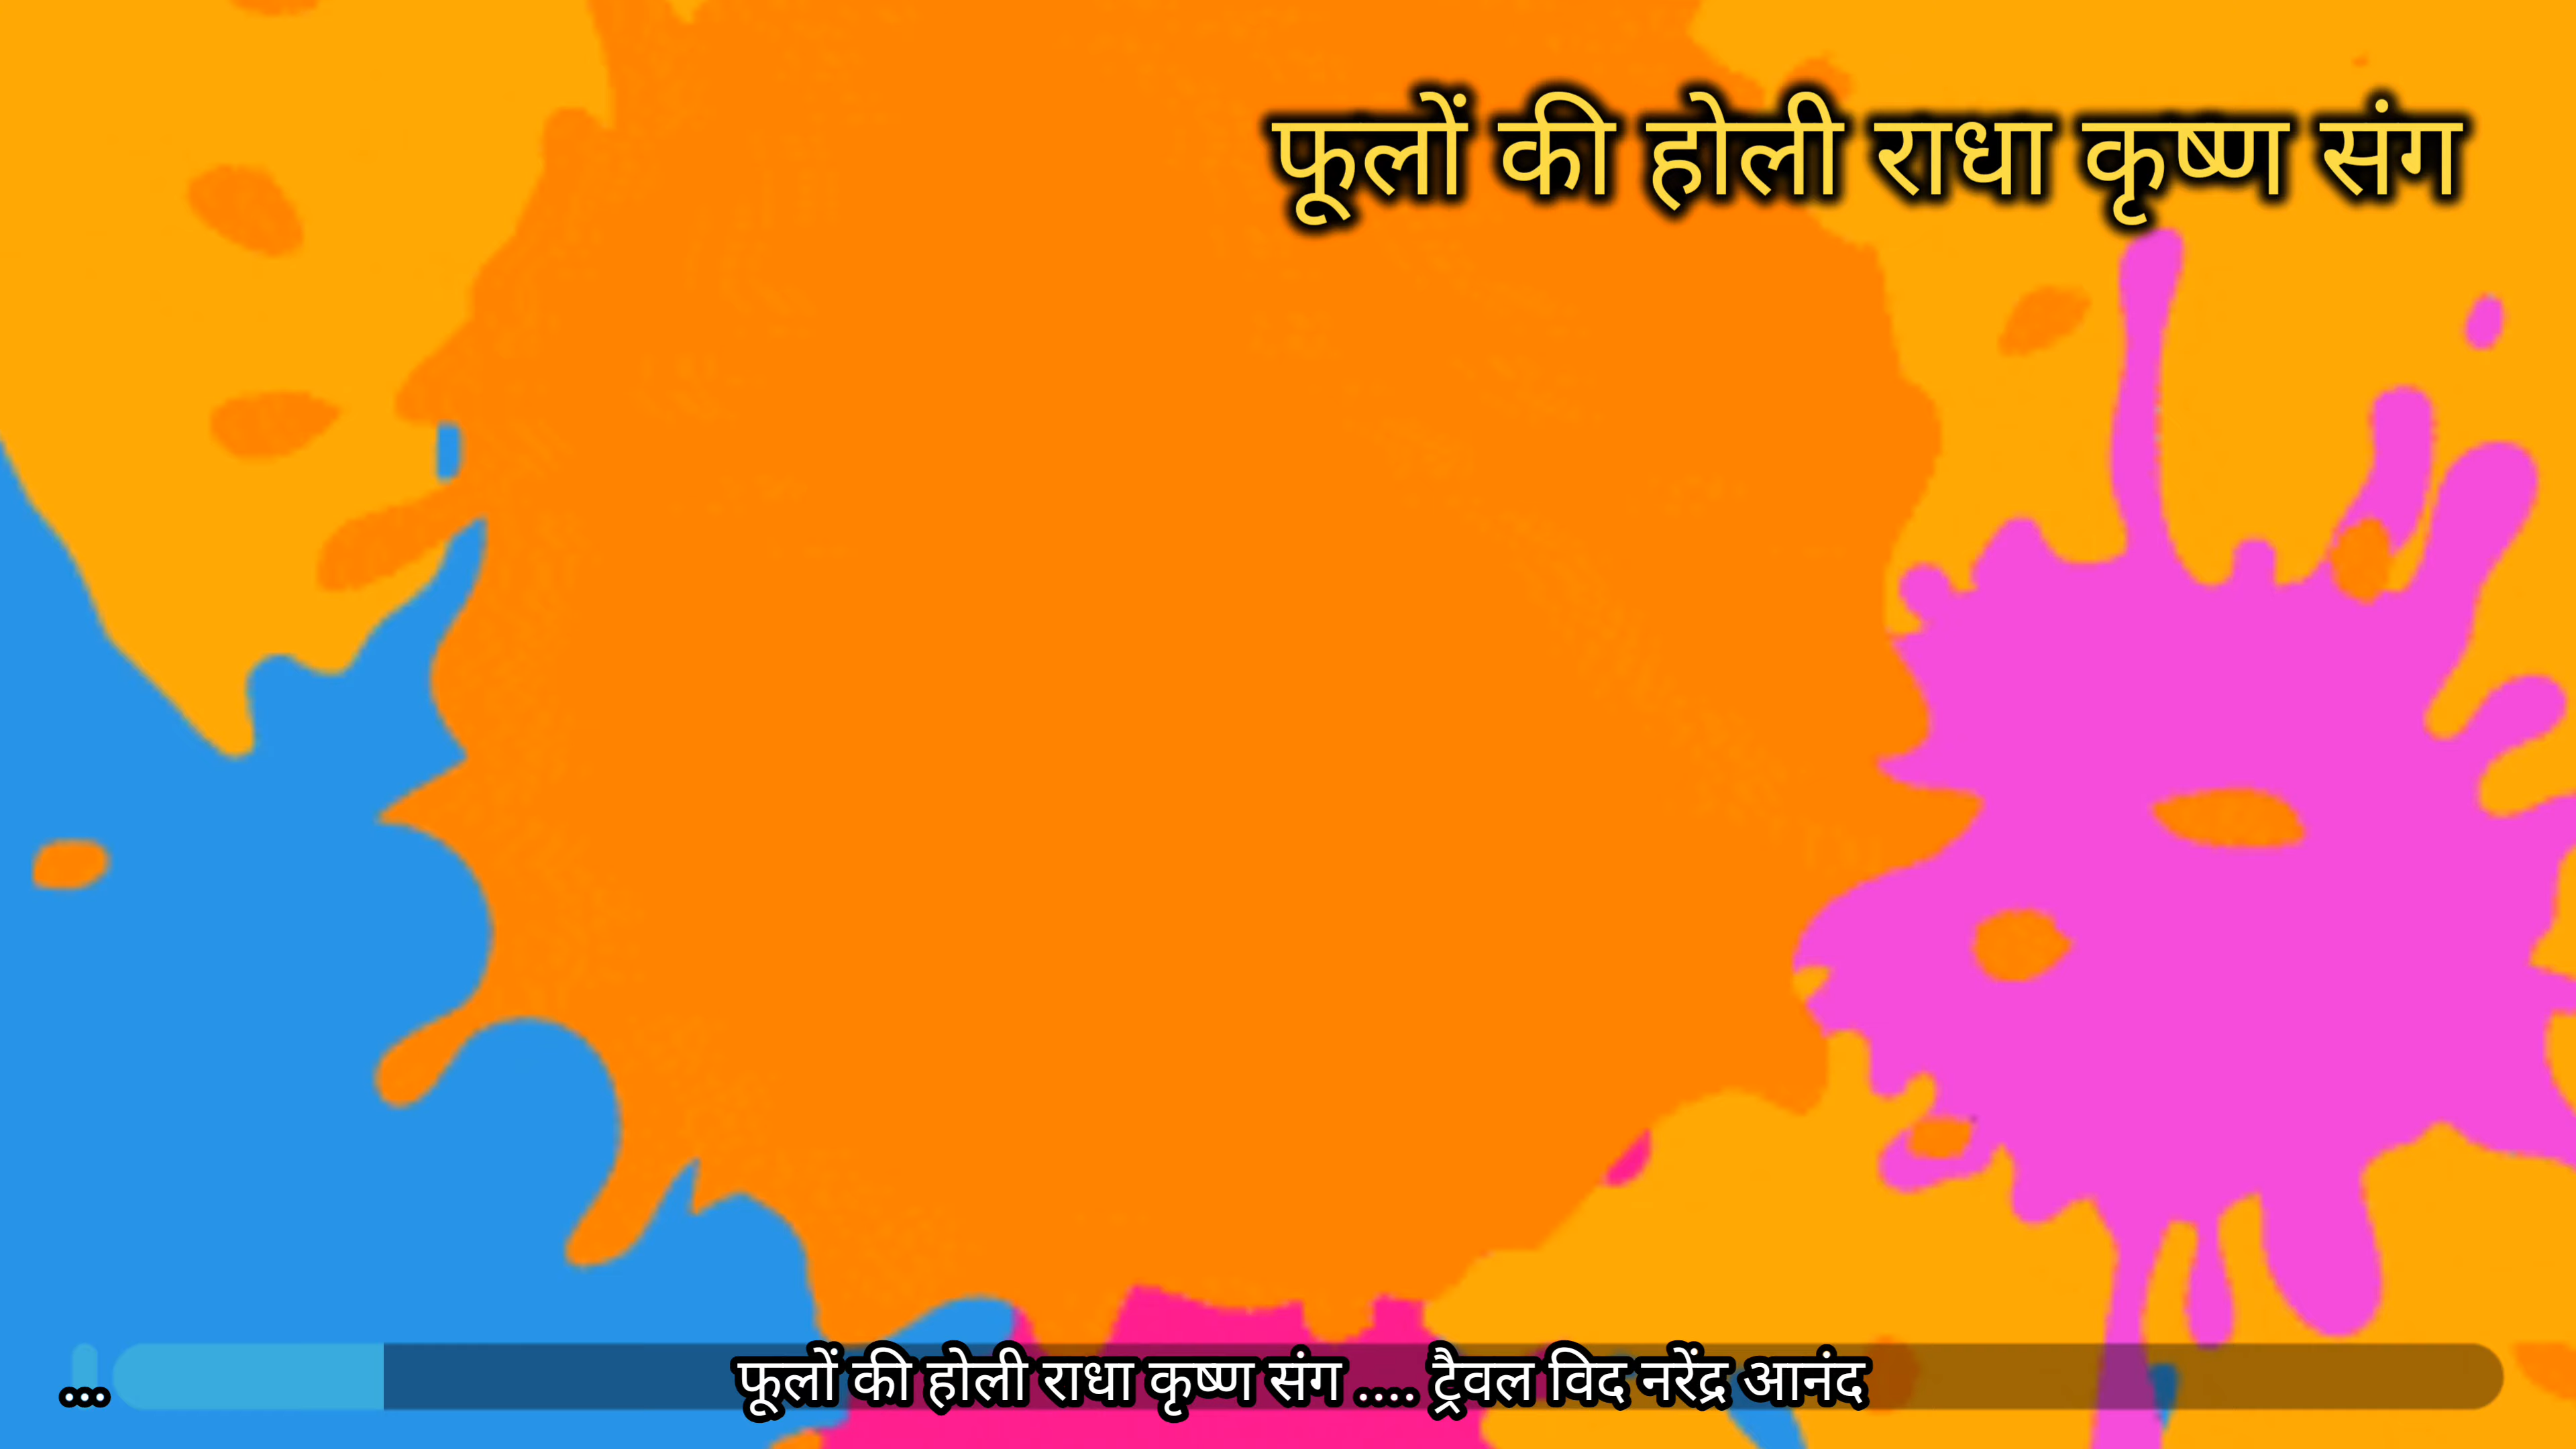 फूलों की होली राधा कृष्ण संग
... फूलों की होली राधा कृष्ण संग .... ट्रैवल विद नरेंद्र आनंद